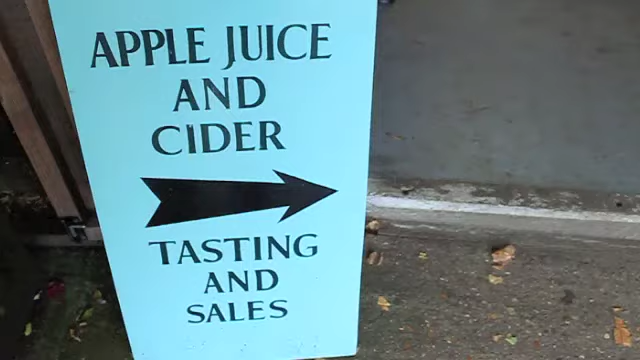 APPLE JUICE
AND
CIDER
TASTING
AND
SALES